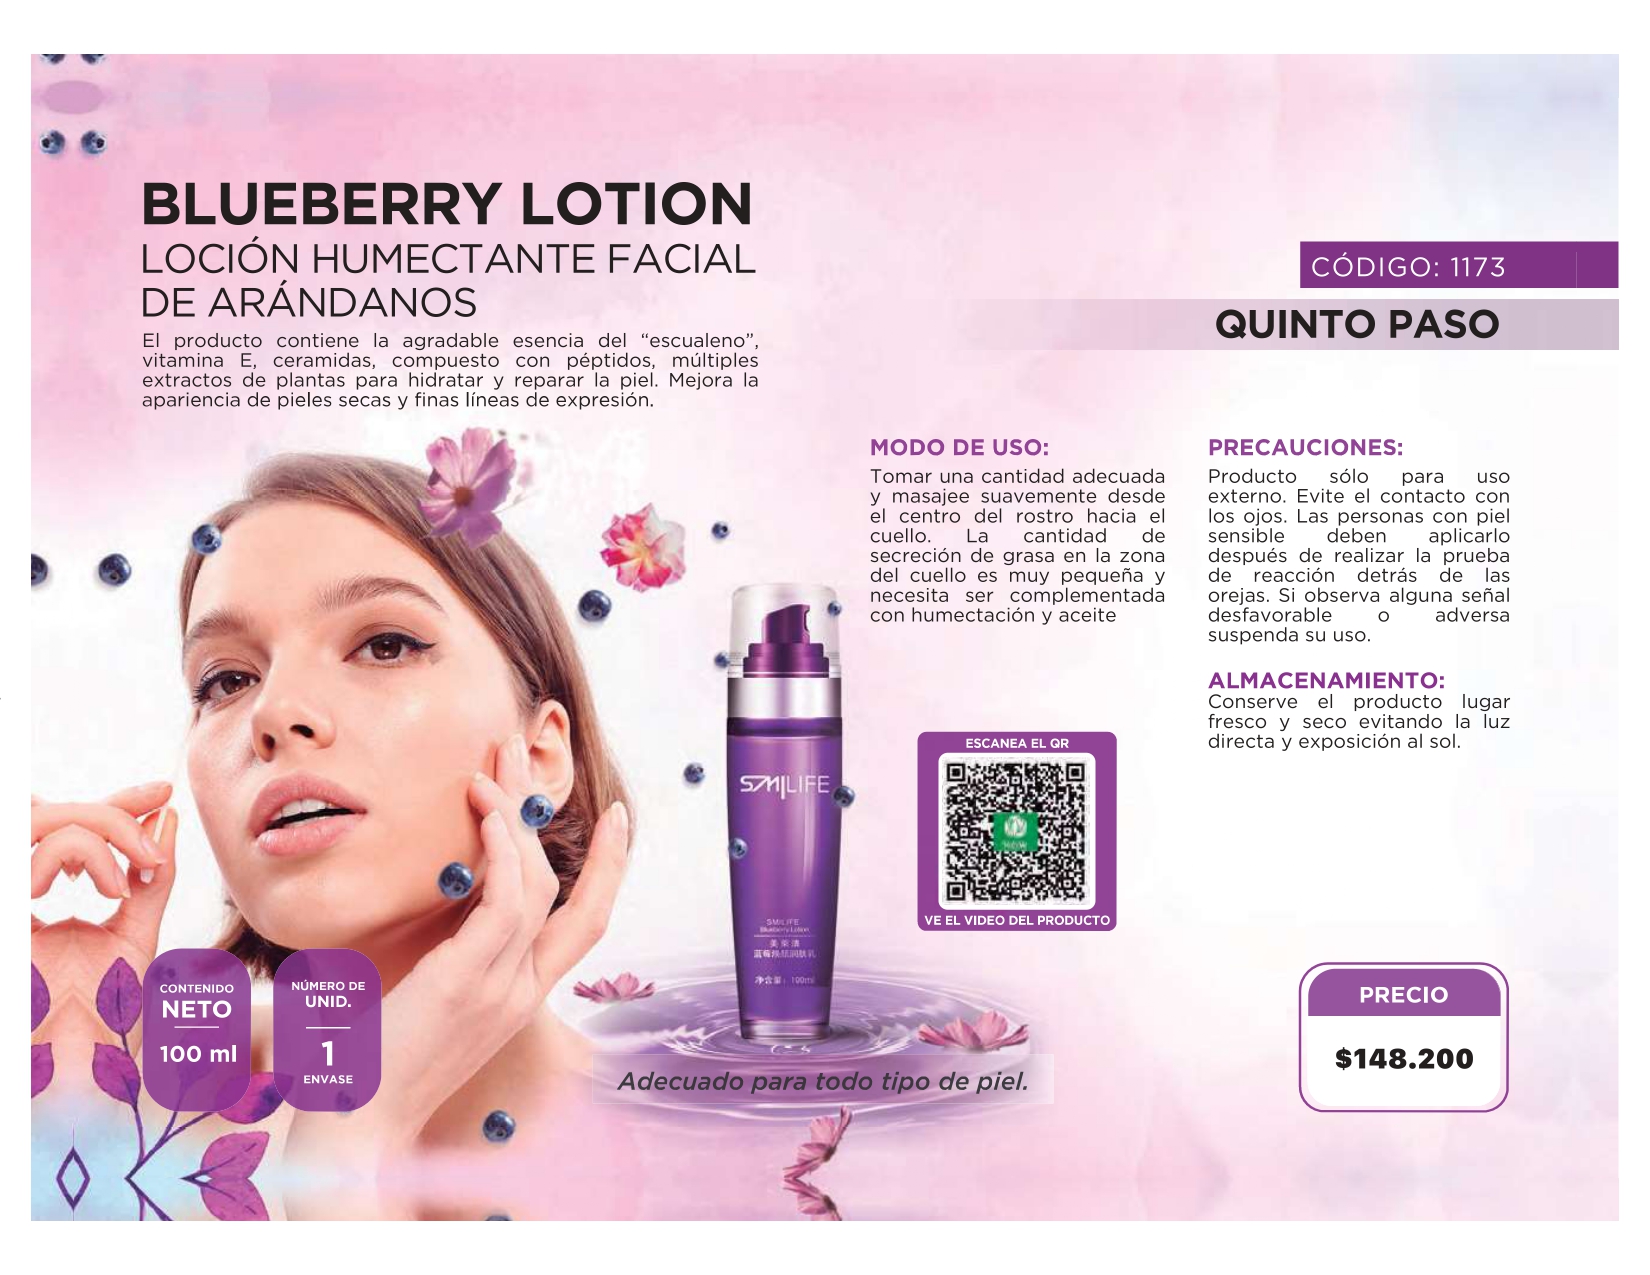 BLUEBERRY LOTION
LOCIÓN HUMECTANTE FACIAL
DE ARÁNDANOS
El producto contiene la agradable esencia del “escualeno”,
vitamina E, ceramidas, compuesto con péptidos, múltiples
extractos de plantas para hidratar y reparar la piel. Mejora la
apariencia de pieles secas y finas líneas de expresión.
CÓDIGO: 1173
QUINTO PASO
MODO DE USO:
Tomar una cantidad adecuada
y masajee suavemente desde
el centro del rostro hacia el
cuello. La cantidad de
secreción de grasa en la zona
del cuello es muy pequeña y
necesita ser complementada
con humectación y aceite
PRECAUCIONES:
Producto sólo para uso
externo. Evite el contacto con
los ojos. Las personas con piel
sensible deben aplicarlo
después de realizar la prueba
de reacción detrás de las
orejas. Si observa alguna señal
desfavorable o adversa
suspenda su uso.
ALMACENAMIENTO:
Conserve el producto lugar
fresco y seco evitando la luz
directa y exposición al sol.
ESCANEA EL QR
VE EL VIDEO DEL PRODUCTO
SMILIFE
SMILIFE
Blueberry Lotion
蓝莓焕颜润肤乳
净含量：100ml
CONTENIDO
NETO
100 ml
NÚMERO DE
UNID.
1
ENVASE
Adecuado para todo tipo de piel.
PRECIO
$148.200